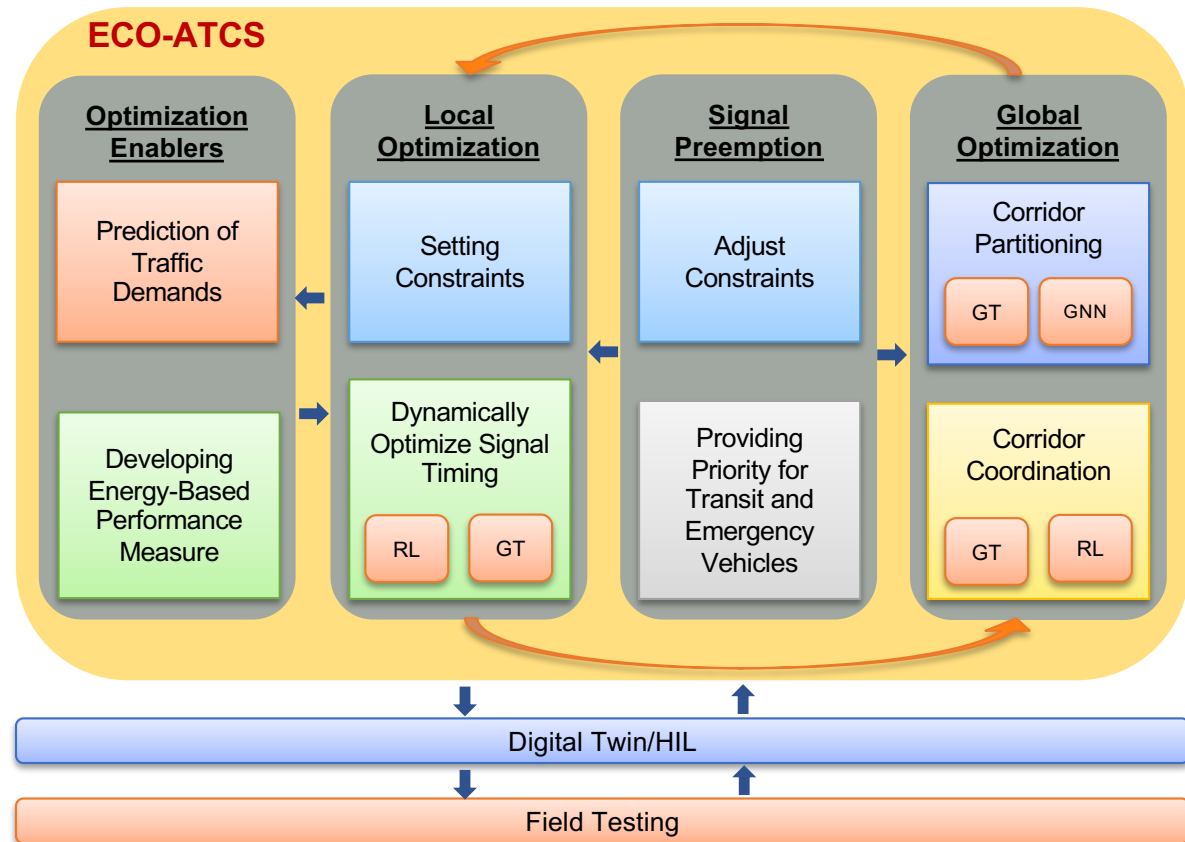 ECO-ATCS
Optimization
Enablers
Prediction of
Traffic
Demands
Developing
Energy-Based
Performance
Measure
Local
Optimization
Setting
Constraints
Dynamically
Optimize Signal
Timing
RL
GT
Signal
Preemption
Adjust
Constraints
Providing
Priority for
Transit and
Emergency
Vehicles
Global
Optimization
Corridor
Partitioning
GT
GNN
Corridor
Coordination
GT
RL
Digital Twin/HIL
Field Testing